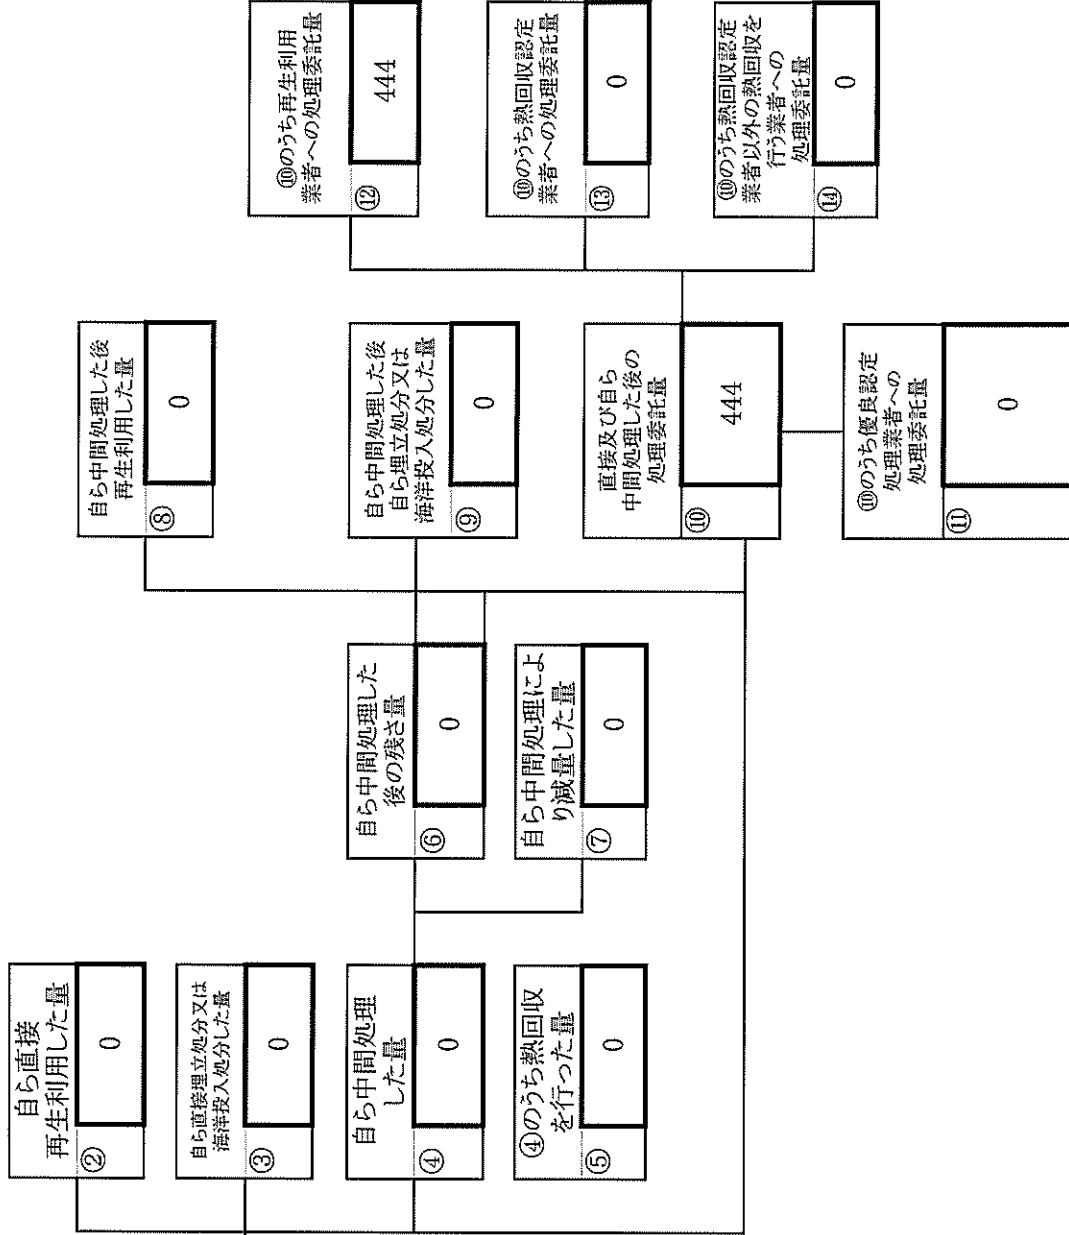 自ら直接
再生利用した量
②
0
自ら直接埋立処分又は
海洋投入処分した量
③
0
自ら中間処理
した量
④
0
④のうち熱回収
を行った量
⑤
0
自ら中間処理した
後の残さ量
⑥
0
自ら中間処理によ
り減量した量
⑦
0
自ら中間処理した後
再生利用した量
⑧
0
自ら中間処理した後
自ら埋立処分又は
海洋投入処分した量
⑨
0
直接及び自ら
中間処理した後の
処理委託量
⑩
444
⑩のうち優良認定
処理業者への
処理委託量
⑪
0
⑩のうち再生利用
業者への処理委託量
⑫
444
⑩のうち熱回収認定
業者への処理委託量
⑬
0
⑩のうち熱回収認定
業者以外の熱回収を
行う業者への
処理委託量
⑭
0